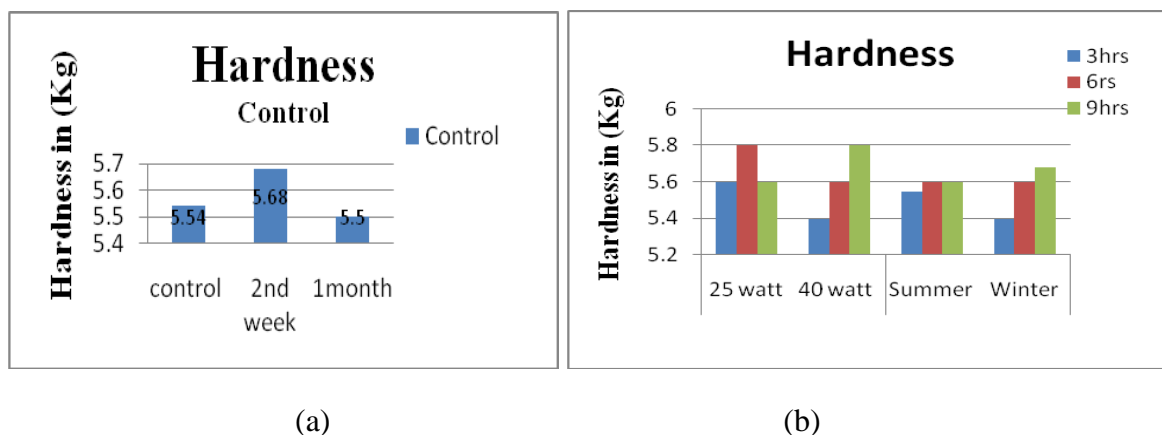 Hardness
Control
Control
Hardness in (Kg)
5.7
5.6
5.5
5.4
5.54
5.68
5.5
control
2nd
week
1month
(a)
Hardness
3hrs
6rs
9hrs
Hardness in (Kg)
6
5.8
5.6
5.4
5.2
25 watt
40 watt
Summer
Winter
(b)